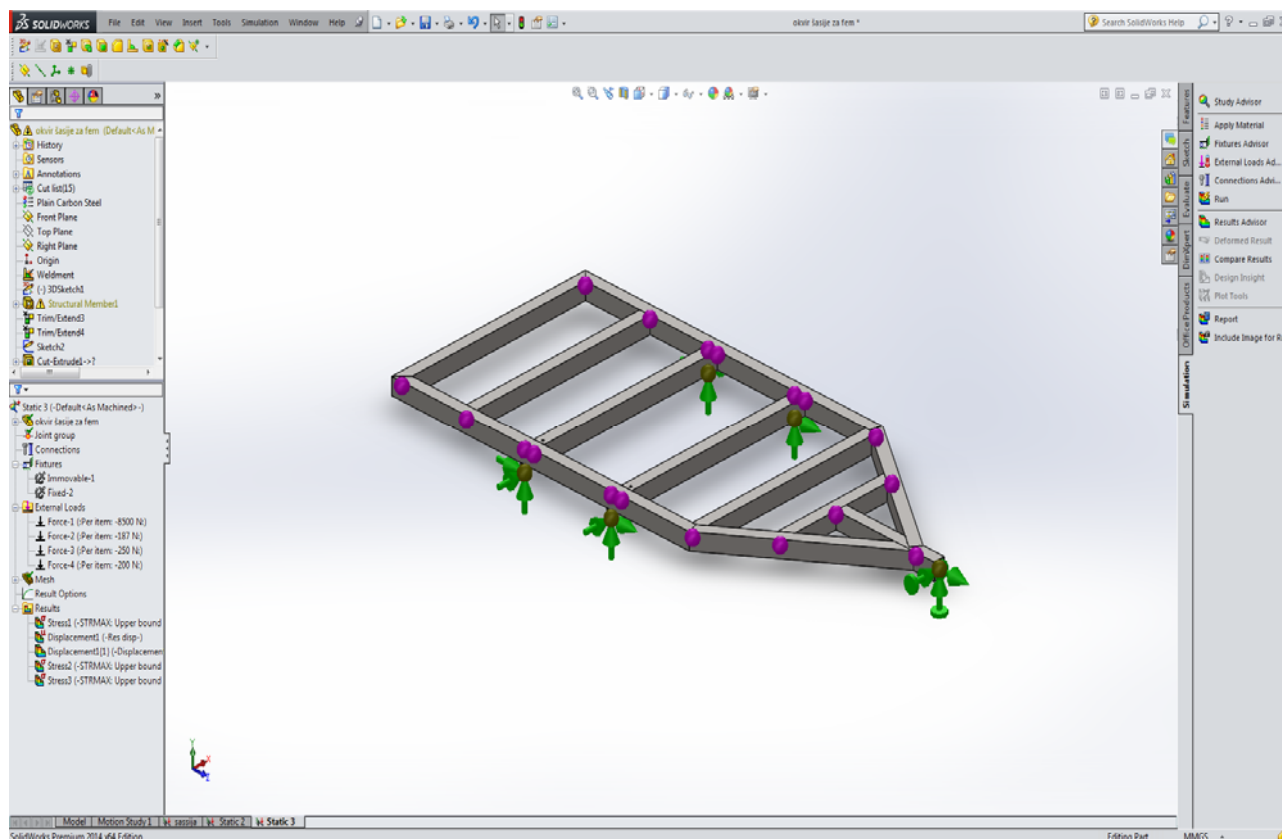 SOLIDWORKS File Edit View Insert Tools Simulation Window Help
okvir šasije za fem *
Search SolidWorks Help
okvir šasije za fem (Default<As M
History
Sensors
Annotations
Cut list(15)
Plain Carbon Steel
Front Plane
Top Plane
Right Plane
Origin
Weldment
(-) 3DSketch1
Structural Member1
Trim/Extend3
Trim/Extend4
Sketch2
Cut-Extrude1->?
Static 3 (-Default<As Machined>-)
okvir šasije za fem
Joint group
Connections
Fixtures
Immovable-1
Fixed-2
External Loads
Force-1 (:Per item: -8500 N:)
Force-2 (:Per item: -187 N:)
Force-3 (:Per item: -250 N:)
Force-4 (:Per item: -200 N:)
Mesh
Result Options
Results
Stress1 (-STRMAX: Upper bound
Displacement1 (-Res disp-)
Displacement1(1) (-Displacemen
Stress2 (-STRMAX: Upper bound
Stress3 (-STRMAX: Upper bound
Y
X
Z
Features
Sketch
Evaluate
DimXpert
Office Products
Simulation
Study Advisor
Apply Material
Fixtures Advisor
External Loads Ad...
Connections Advi...
Run
Results Advisor
Deformed Result
Compare Results
Design Insight
Plot Tools
Report
Include Image for R
Model Motion Study 1 sassija Static 2 Static 3
SolidWorks Premium 2014 x64 Edition
Editing Part MMGS